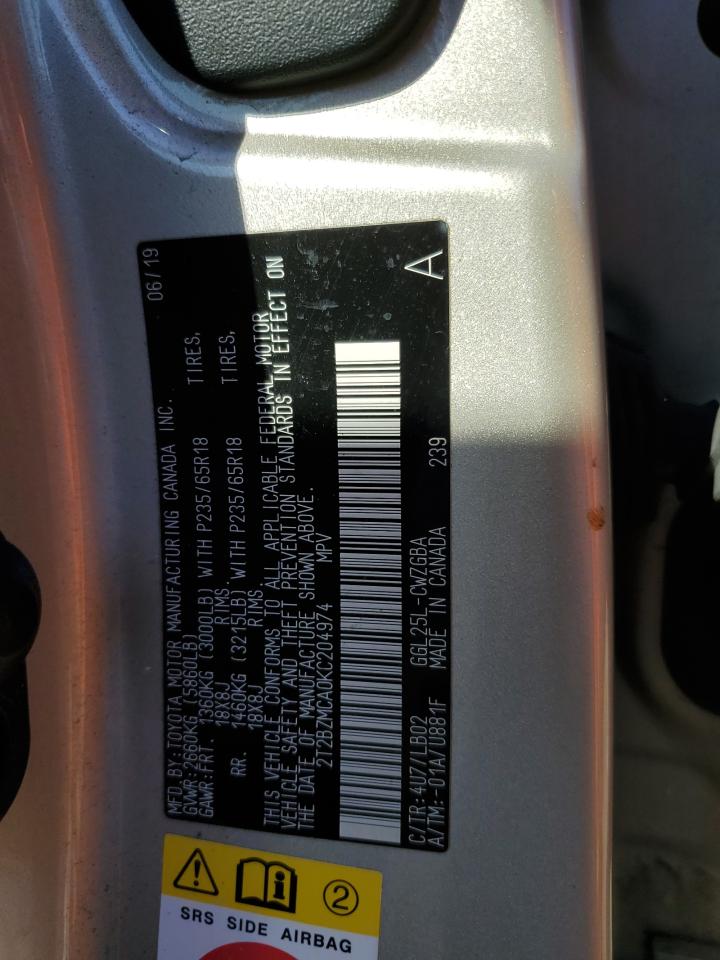 MFD.BY:TOYOTA MOTOR MANUFACTURING CANADA INC. 06/19
GVWR:2660KG(5860LB)
GAWR:FRT. 1360KG(3000LB) WITH P235/65R18 TIRES,
18X8J RIMS.
RR. 1460KG(3215LB) WITH P235/65R18 TIRES,
18X8J RIMS.
THIS VEHICLE CONFORMS TO ALL APPLICABLE FEDERAL MOTOR
VEHICLE SAFETY AND THEFT PREVENTION STANDARDS IN EFFECT ON
THE DATE OF MANUFACTURE SHOWN ABOVE.
2T2BZMCA0KC204974 MPV
C/TR:4U7/LB02 GGL25L-CWZGBA
A/TM:-01A/U881F MADE IN CANADA 239 A
2
SRS SIDE AIRBAG